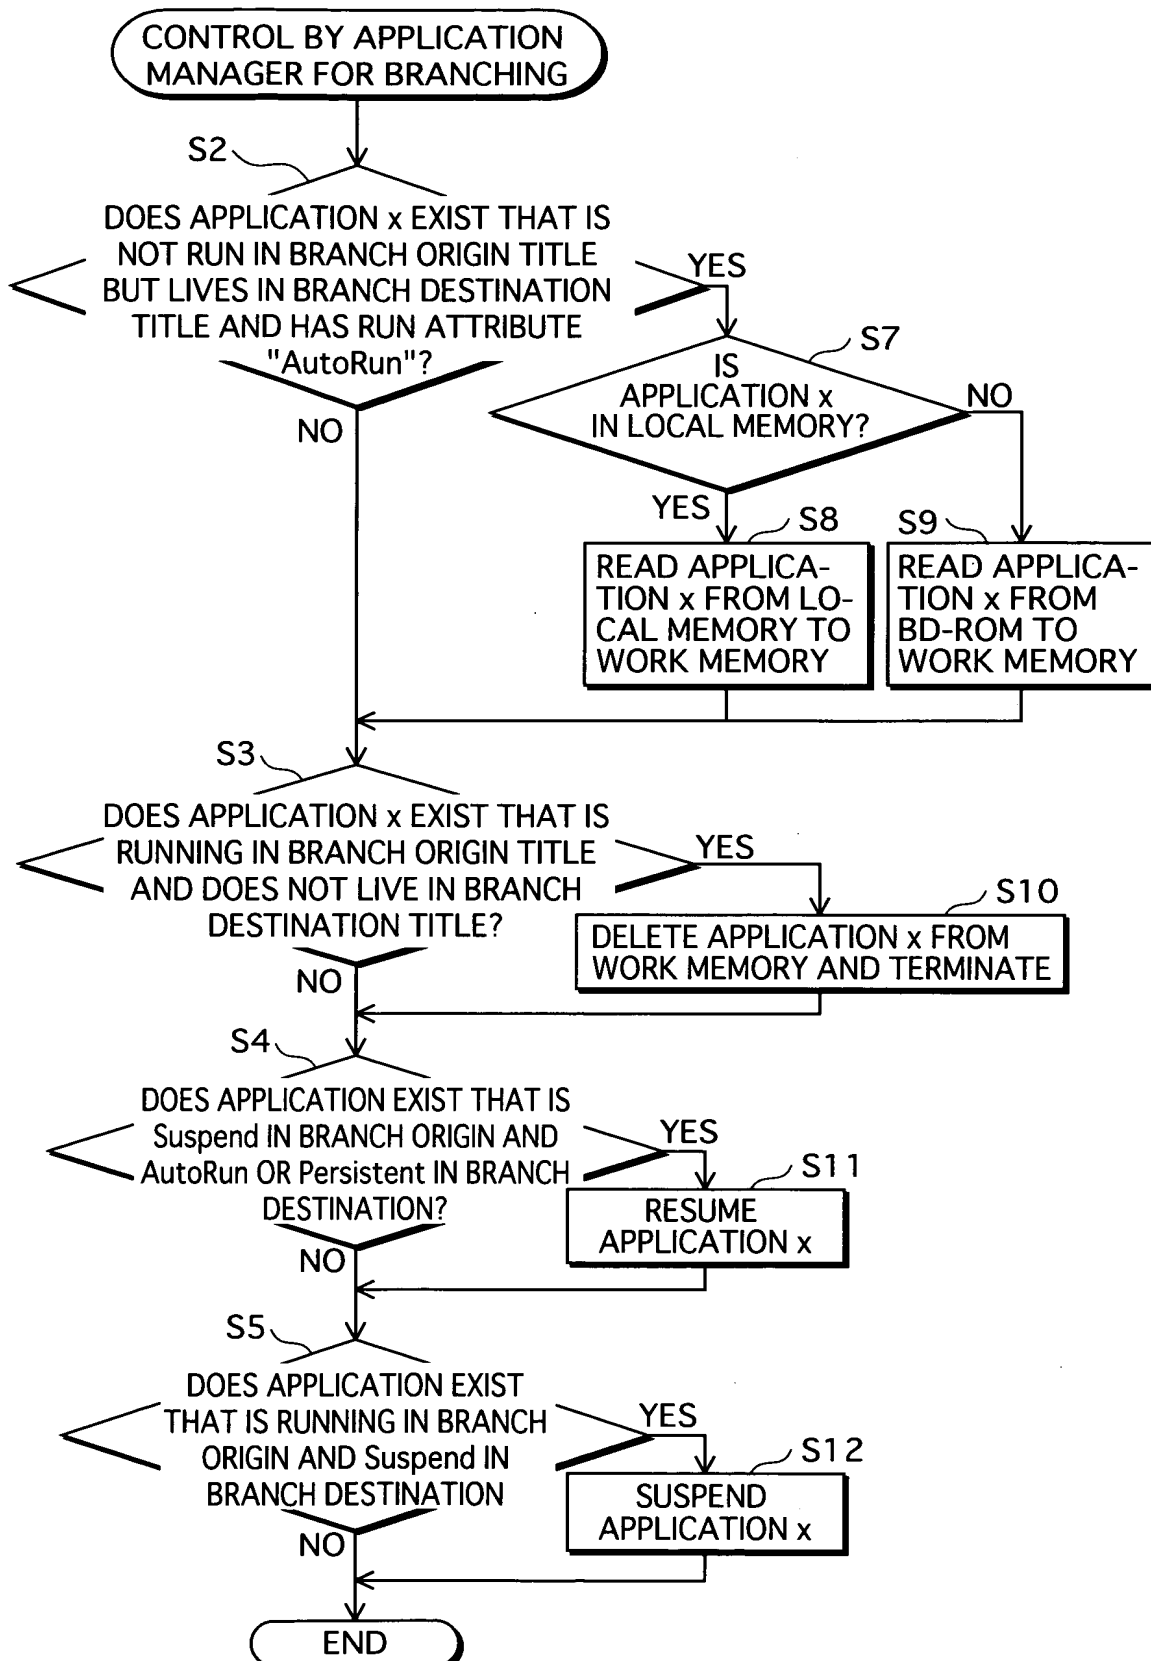 CONTROL BY APPLICATION
MANAGER FOR BRANCHING
S2
DOES APPLICATION x EXIST THAT IS
NOT RUN IN BRANCH ORIGIN TITLE
BUT LIVES IN BRANCH DESTINATION
TITLE AND HAS RUN ATTRIBUTE
"AutoRun"?
YES
NO
S7
IS
APPLICATION x
IN LOCAL MEMORY?
NO
YES
S8
READ APPLICA-
TION x FROM LO-
CAL MEMORY TO
WORK MEMORY
S9
READ APPLICA-
TION x FROM
BD-ROM TO
WORK MEMORY
S3
DOES APPLICATION x EXIST THAT IS
RUNNING IN BRANCH ORIGIN TITLE
AND DOES NOT LIVE IN BRANCH
DESTINATION TITLE?
YES
NO
S10
DELETE APPLICATION x FROM
WORK MEMORY AND TERMINATE
S4
DOES APPLICATION EXIST THAT IS
Suspend IN BRANCH ORIGIN AND
AutoRun OR Persistent IN BRANCH
DESTINATION?
YES
NO
S11
RESUME
APPLICATION x
S5
DOES APPLICATION EXIST
THAT IS RUNNING IN BRANCH
ORIGIN AND Suspend IN
BRANCH DESTINATION
YES
NO
S12
SUSPEND
APPLICATION x
END